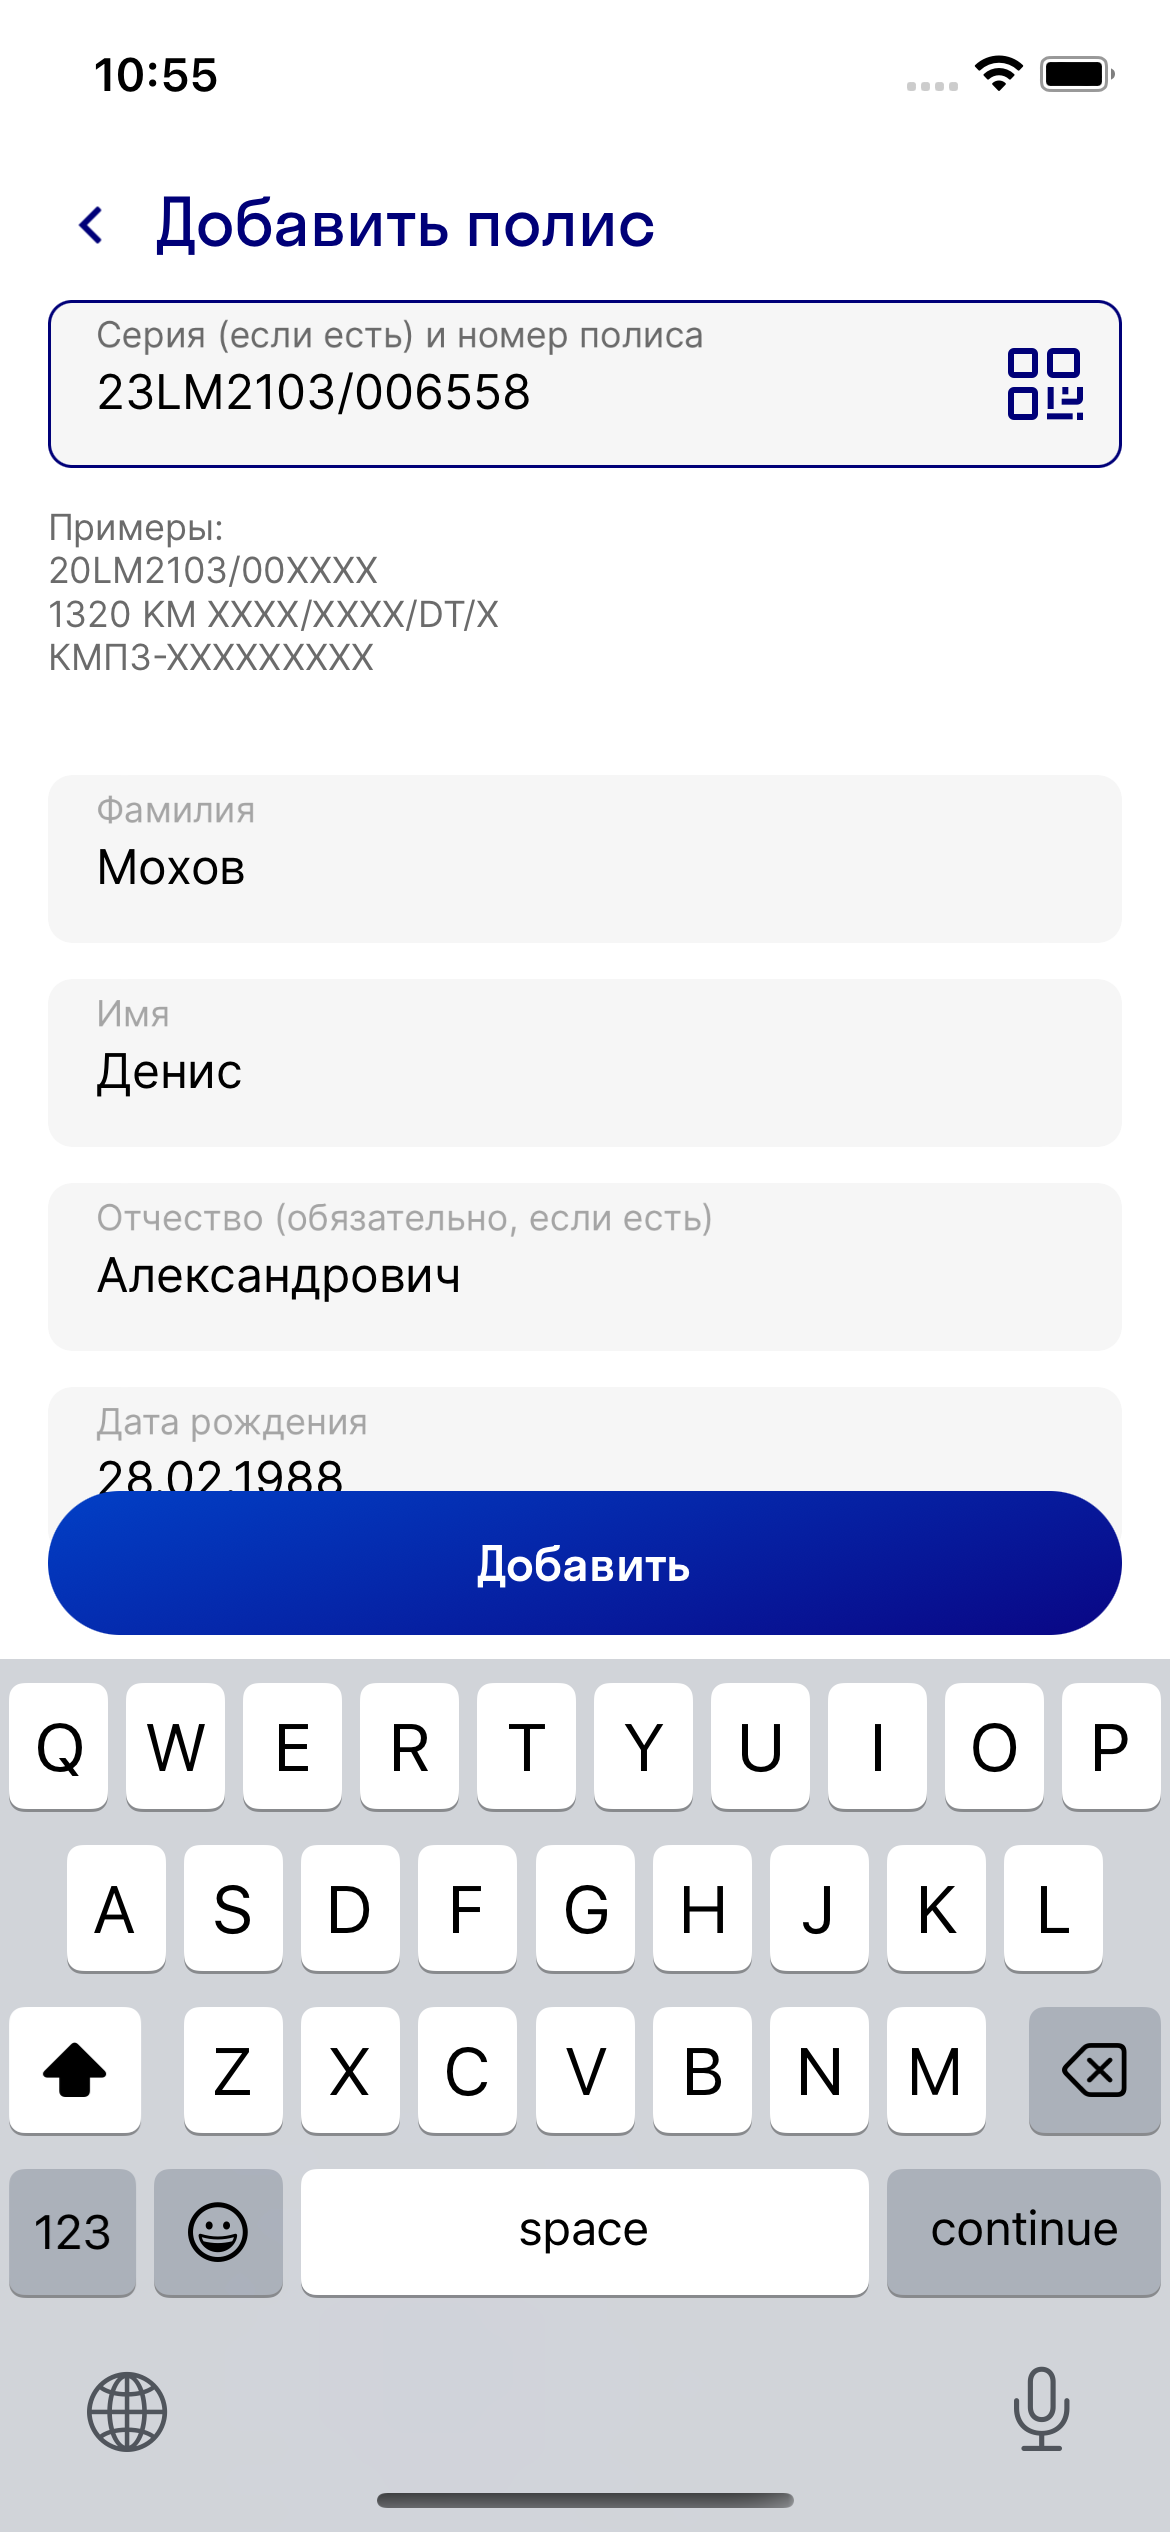 10:55
Добавить полис
Серия (если есть) и номер полиса
23LM2103/006558
Примеры:
20LM2103/00XXXX
1320 KM XXXX/XXXX/DT/X
КМПЗ-XXXXXXXXX
Фамилия
Мохов
Имя
Денис
Отчество (обязательно, если есть)
Александрович
Дата рождения
28.02.1988
Добавить
Q W E R T Y U I O P
A S D F G H J K L
Z X C V B N M
123 space continue